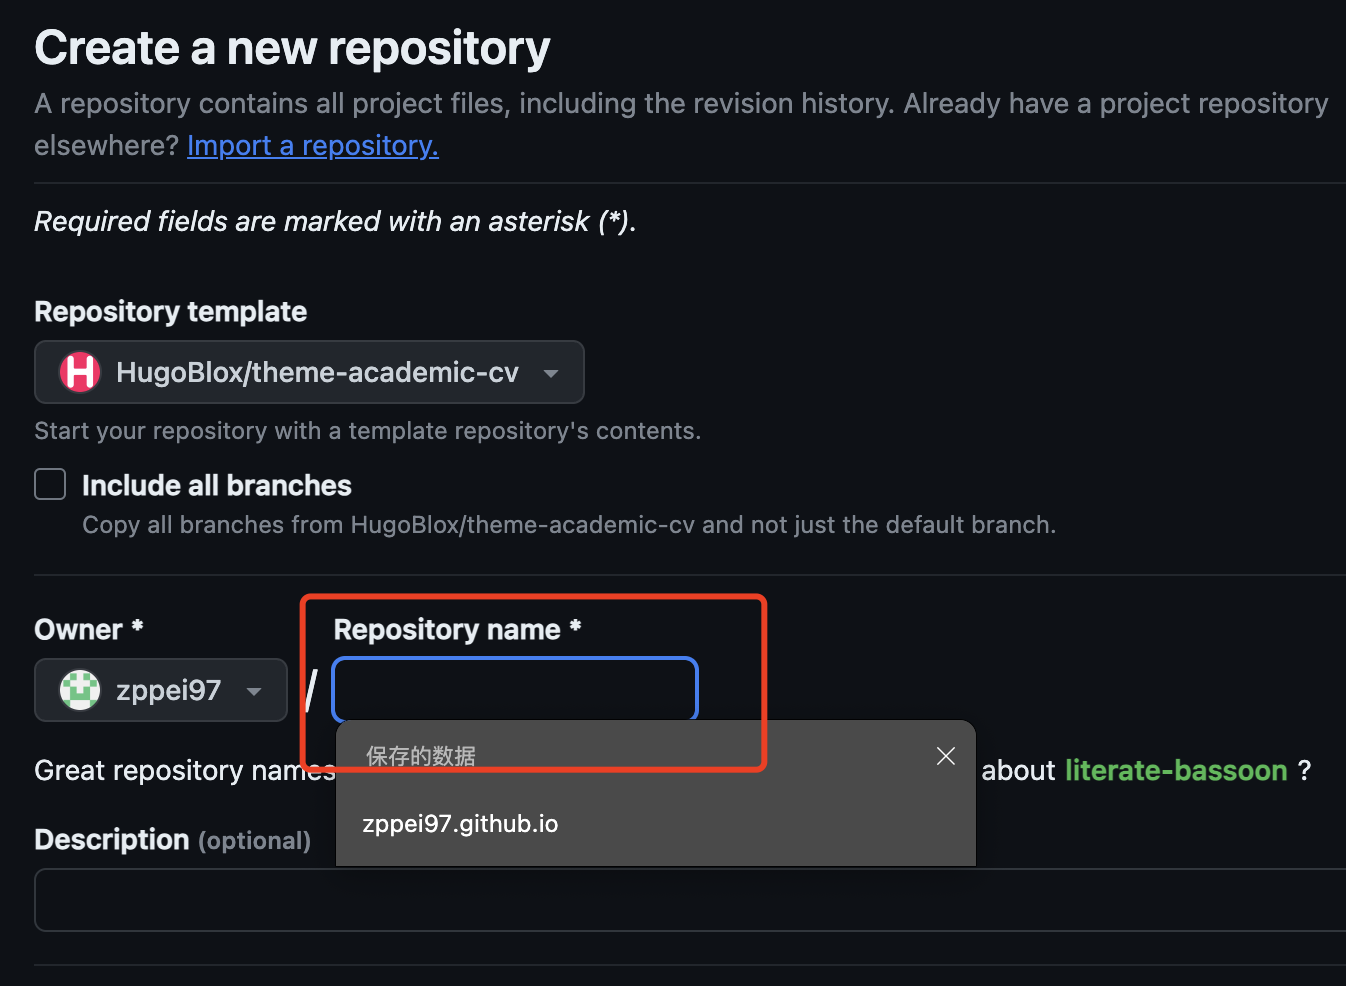 Create a new repository
A repository contains all project files, including the revision history. Already have a project repository
elsewhere? Import a repository.
Required fields are marked with an asterisk (*).
Repository template
HugoBlox/theme-academic-cv
Start your repository with a template repository's contents.
Include all branches
Copy all branches from HugoBlox/theme-academic-cv and not just the default branch.
Owner *
Repository name *
zppei97
/
保存的数据
Great repository names
about literate-bassoon ?
zppei97.github.io
Description (optional)